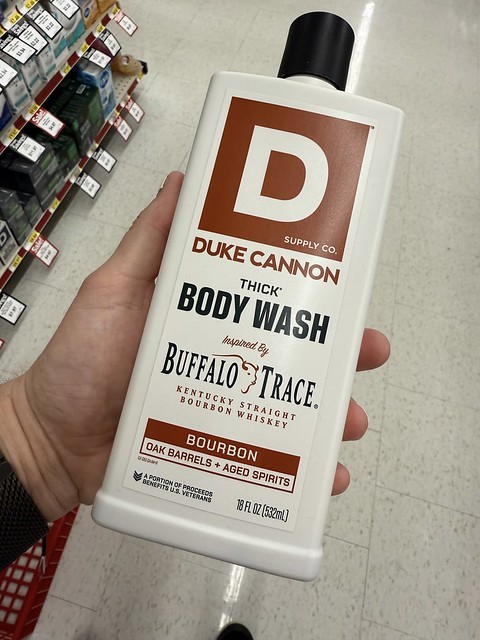 D
SUPPLY CO.
DUKE CANNON
THICK*
BODY WASH
Inspired By
BUFFALO TRACE®
KENTUCKY STRAIGHT
BOURBON WHISKEY
BOURBON
OAK BARRELS + AGED SPIRITS
A PORTION OF PROCEEDS
BENEFITS U.S. VETERANS
18 FL OZ (532mL)